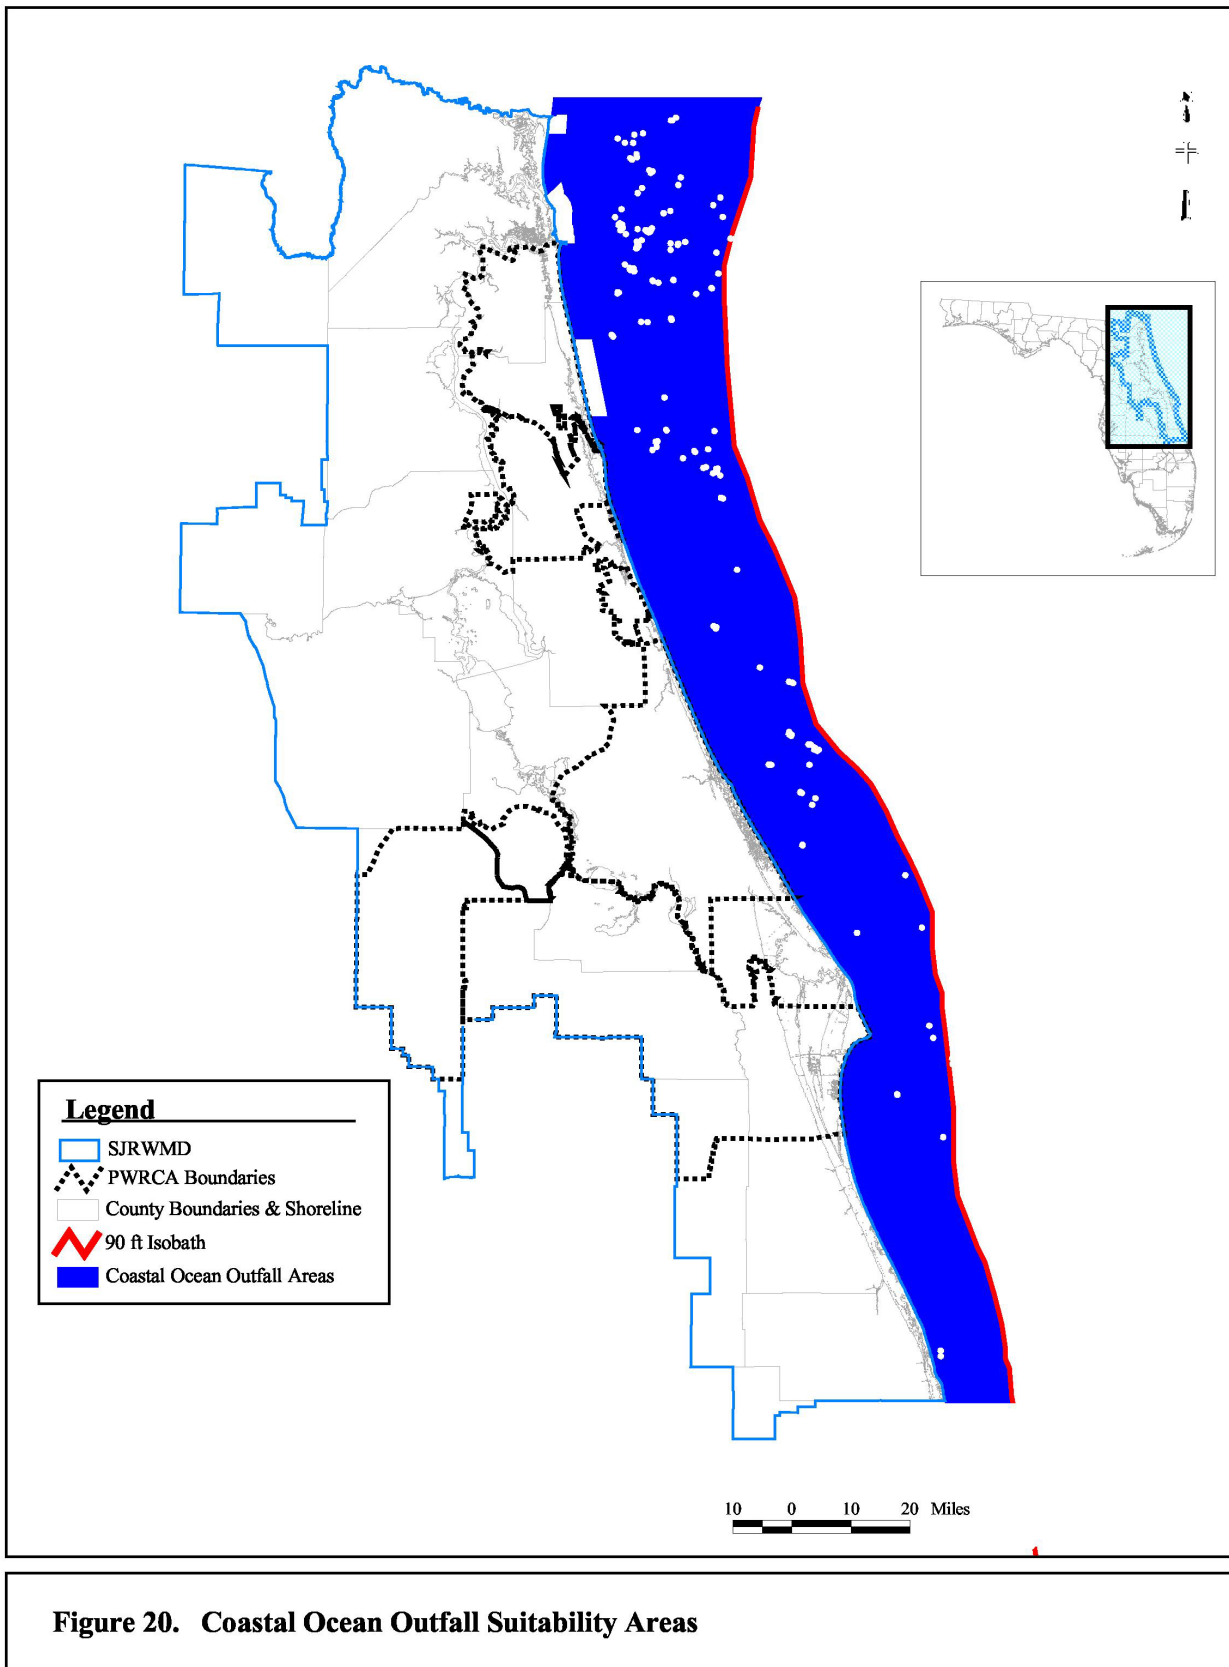 Legend
SJRWMD
PWRCA Boundaries
County Boundaries & Shoreline
90 ft Isobath
Coastal Ocean Outfall Areas
10 0 10 20 Miles
Figure 20. Coastal Ocean Outfall Suitability Areas